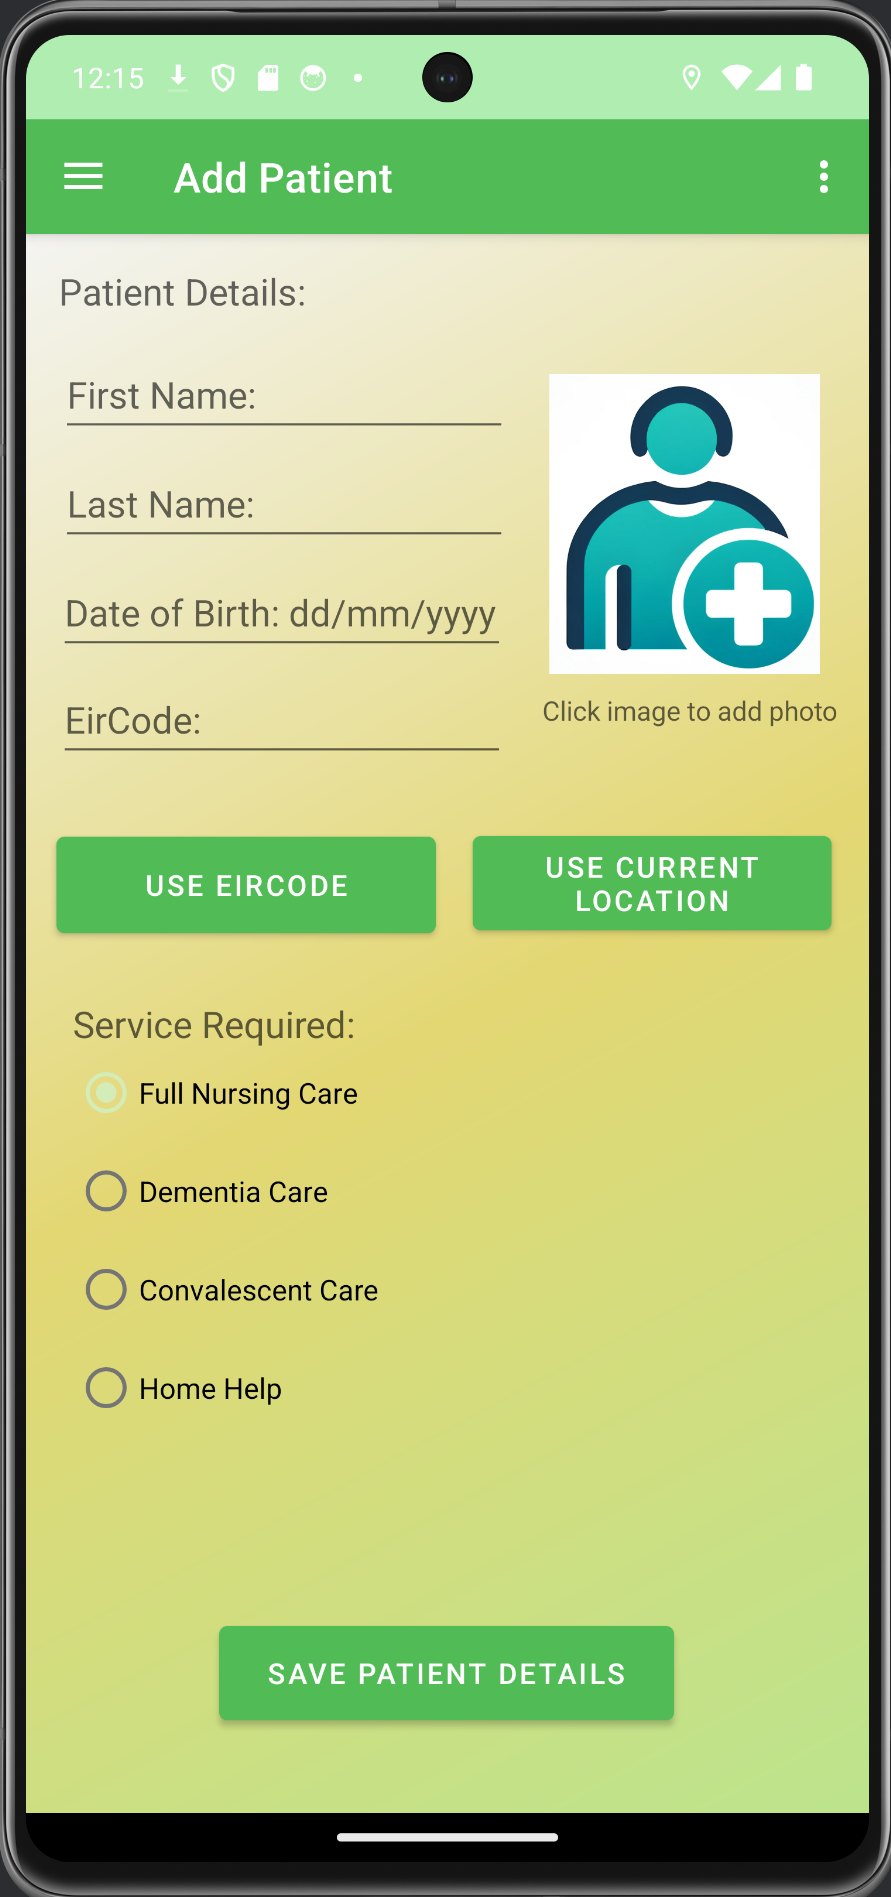 12:15
Add Patient
Patient Details:
First Name:
Last Name:
Date of Birth: dd/mm/yyyy
EirCode:
Click image to add photo
USE EIRCODE
USE CURRENT
LOCATION
Service Required:
Full Nursing Care
Dementia Care
Convalescent Care
Home Help
SAVE PATIENT DETAILS